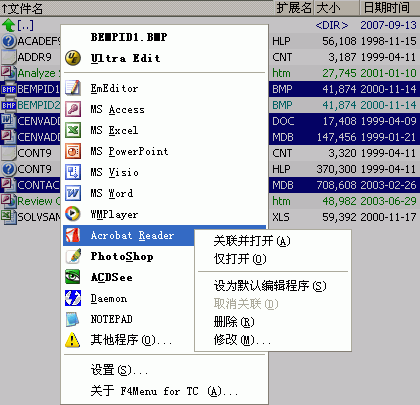 ↑文件名 扩展名 大小 日期时间
[..] <DIR> 2007-09-13
ACADEF9 HLP 56,108 1998-11-15
ADDR9 CNT 3,187 1999-04-11
Analyze htm 27,745 2001-01-10
BEMPID1 BMP 41,874 2000-11-14
BEMPID2 BMP 41,874 2000-11-14
CENVADD DOC 17,408 1999-04-09
CENVADD MDB 147,456 1999-01-21
CONT9 CNT 3,320 1999-04-11
CONT9 HLP 370,300 1999-04-11
CONTAC MDB 708,608 2003-02-26
Review htm 48,982 2003-06-29
SOLVSAM XLS 59,392 2000-11-17
BEMPID1.BMP
Ultra Edit
EmEditor
MS Access
MS Excel
MS PowerPoint
MS Visio
MS Word
WMPlayer
Acrobat Reader
PhotoShop
ACDSee
Daemon
NOTEPAD
其他程序(O)...
设置(S)...
关于 F4Menu for TC (A)...
关联并打开(A)
仅打开(O)
设为默认编辑程序(S)
取消关联(D)
删除(R)
修改(M)...